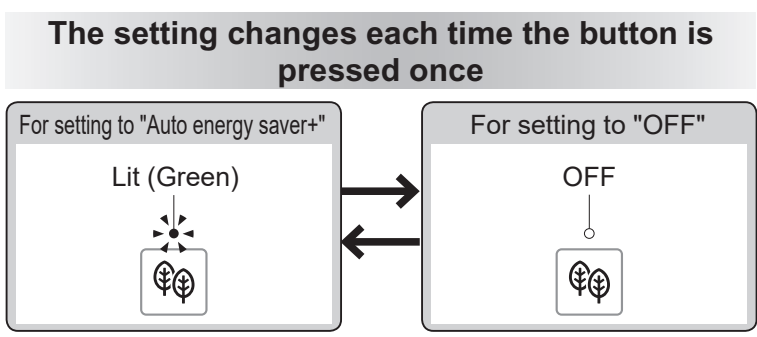 The setting changes each time the button is
pressed once
For setting to "Auto energy saver+"
For setting to "OFF"
Lit (Green)
OFF